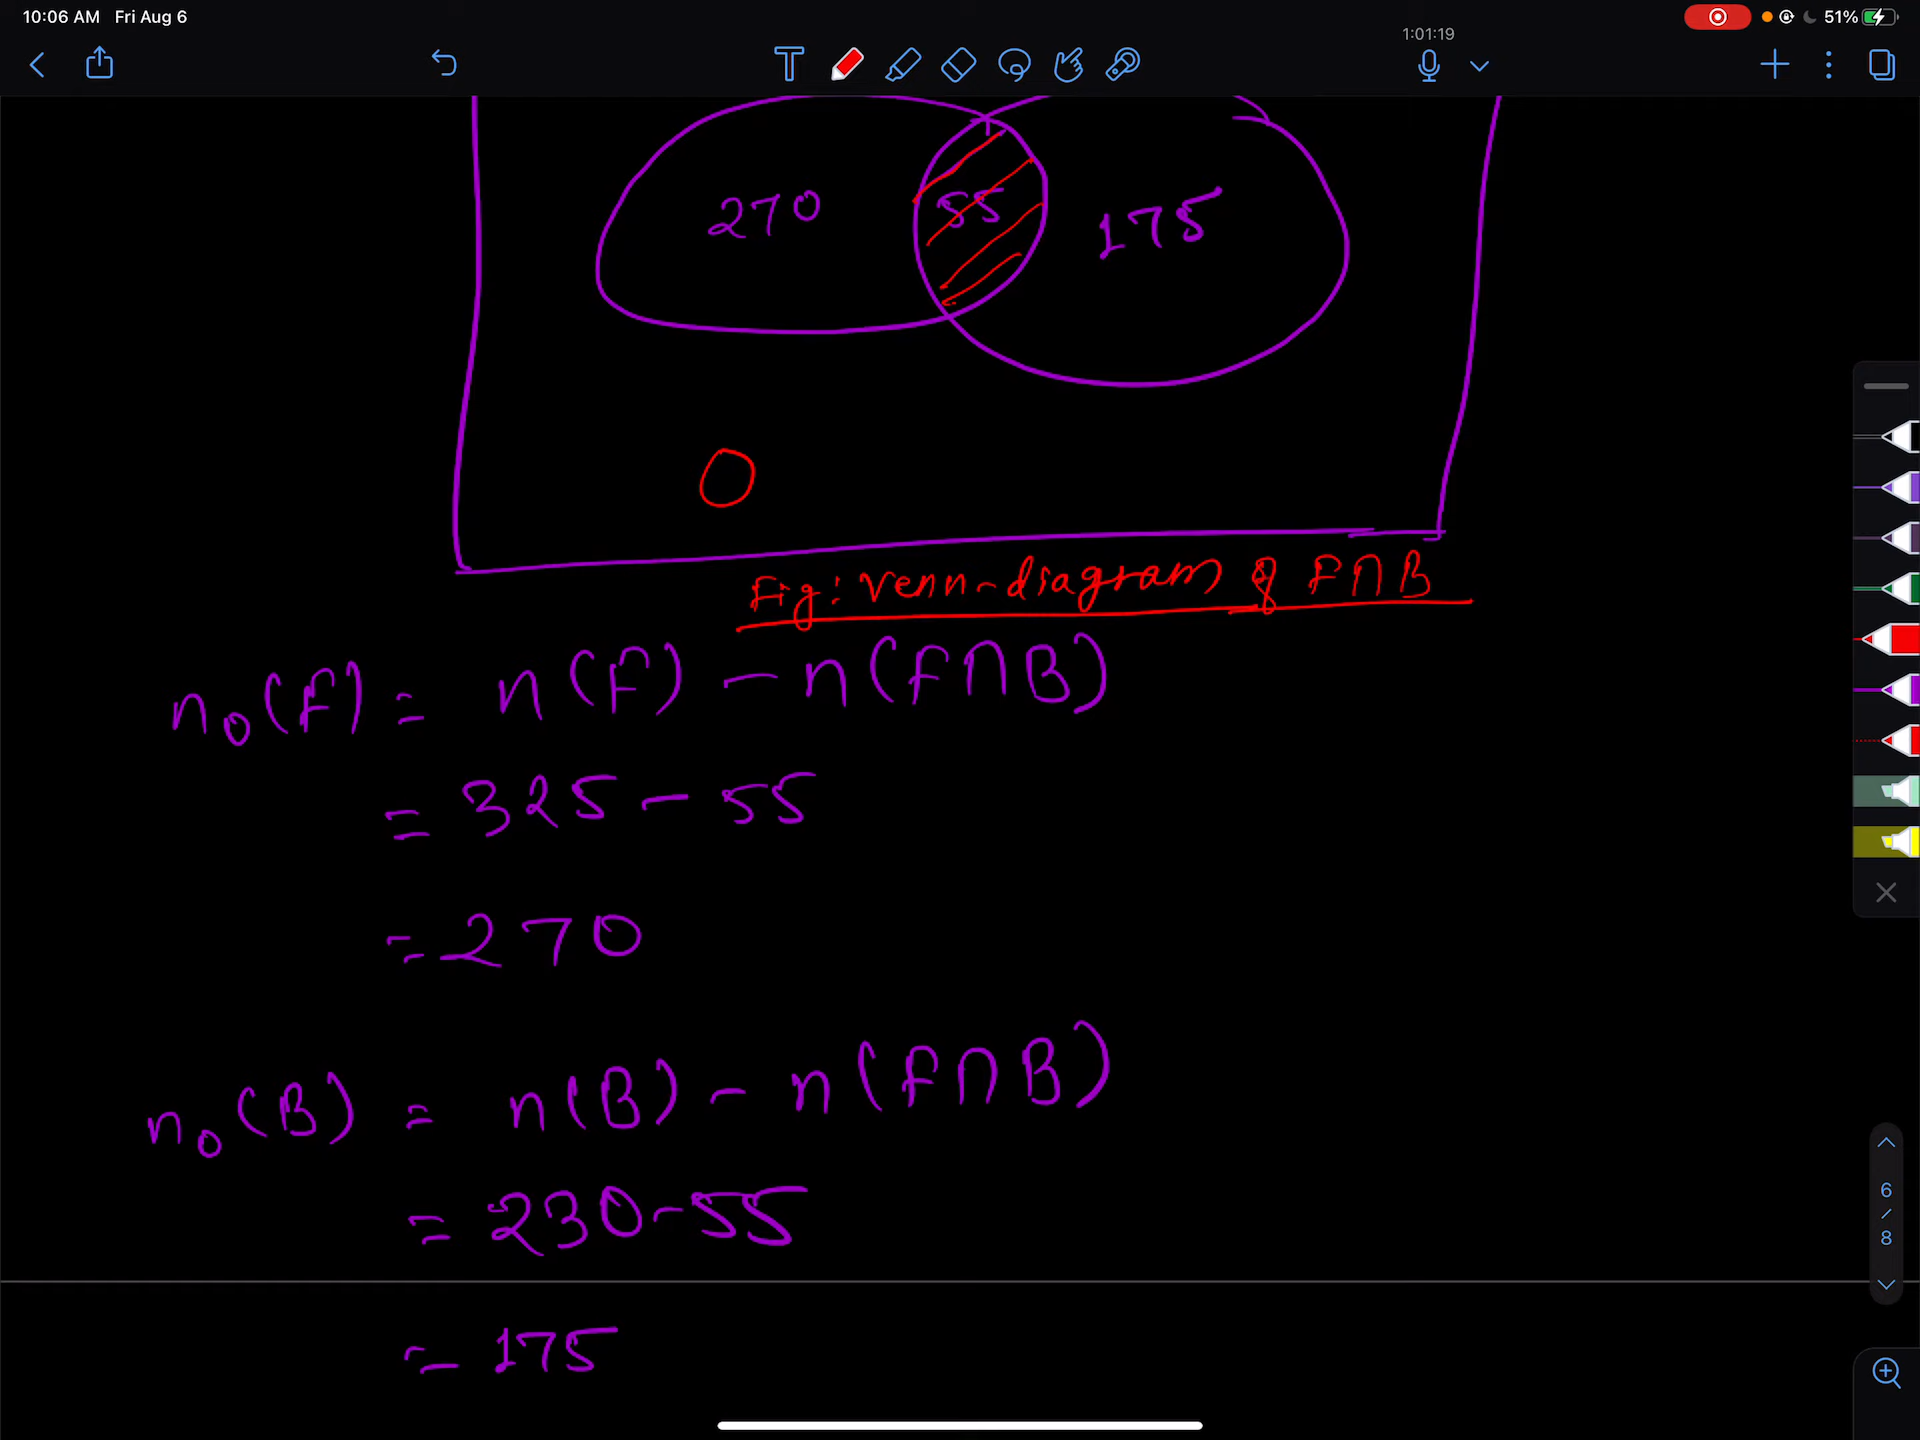 10:06 AM Fri Aug 6
51%
1:01:19
T
270
55
175
0
Fig: Venn-diagram of F∩B
n₀(F) = n(F) - n(F∩B)
= 325 - 55
= 270
n₀(B) = n(B) - n(F∩B)
= 230 - 55
= 175
6
/
8